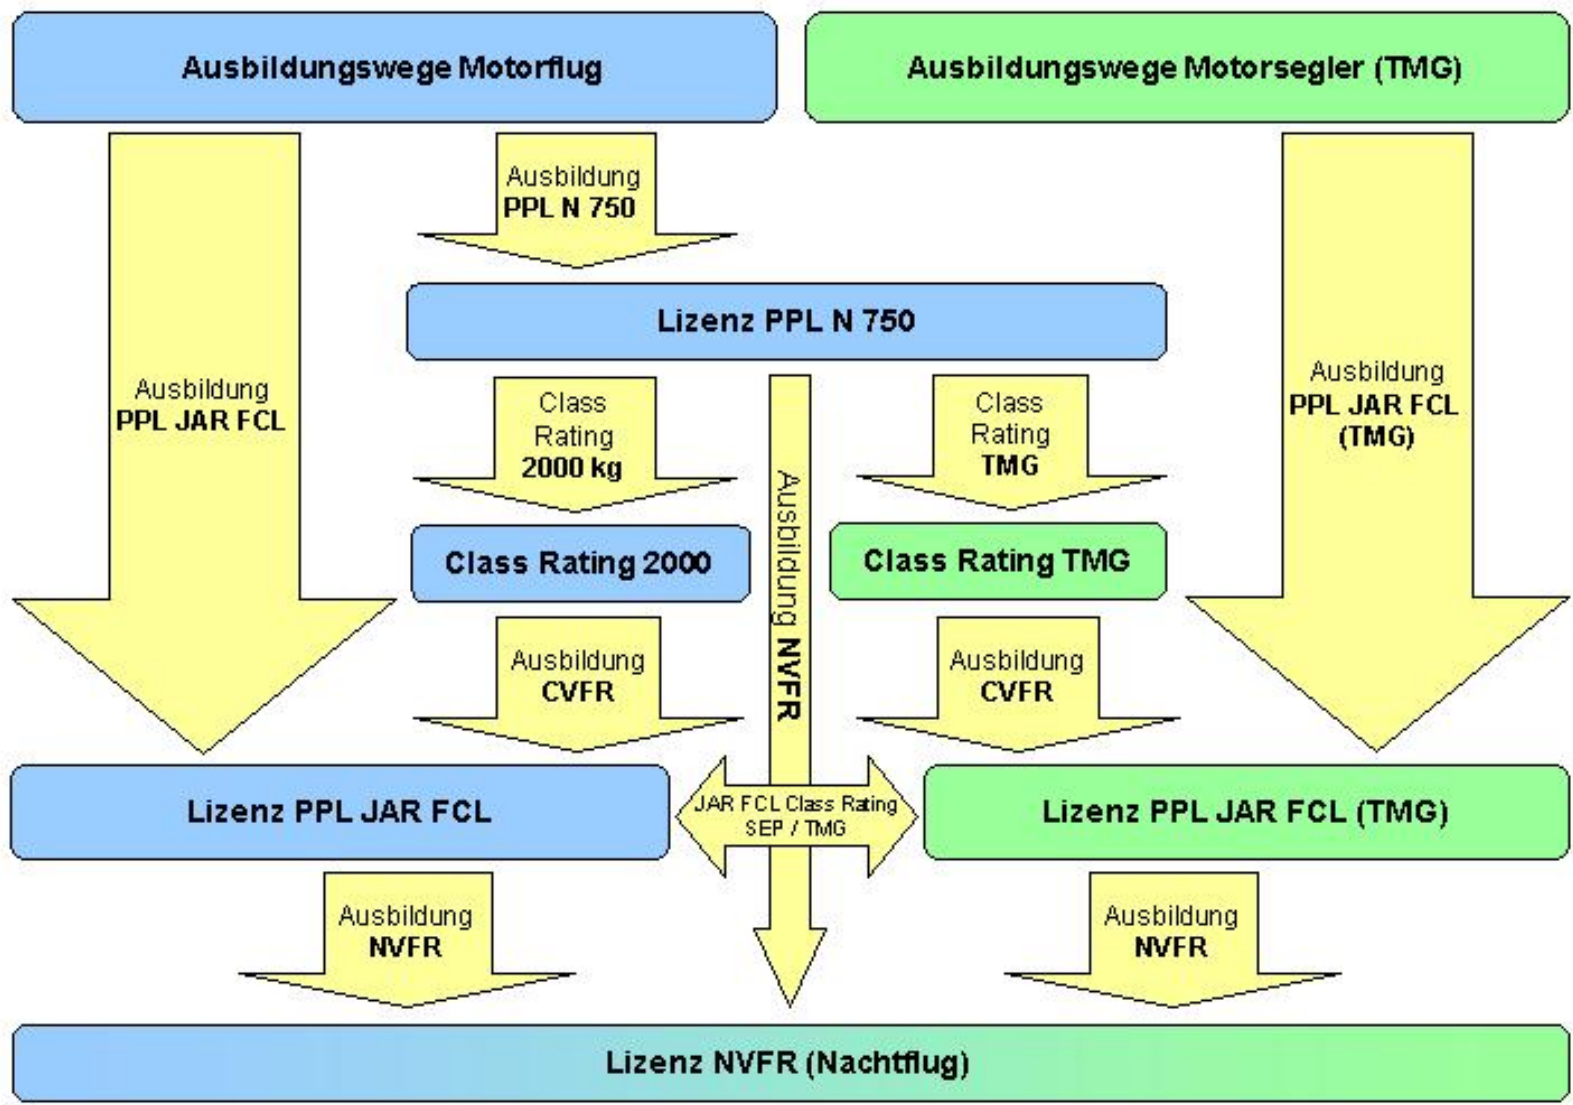 Ausbildungswege Motorflug
Ausbildungswege Motorsegler (TMG)
Ausbildung
PPL N 750
Lizenz PPL N 750
Ausbildung
PPL JAR FCL
Class
Rating
2000 kg
Ausbildung NVFR
Class
Rating
TMG
Ausbildung
PPL JAR FCL
(TMG)
Class Rating 2000
Class Rating TMG
Ausbildung
CVFR
Ausbildung
CVFR
Lizenz PPL JAR FCL
JAR FCL Class Rating
SEP / TMG
Lizenz PPL JAR FCL (TMG)
Ausbildung
NVFR
Ausbildung
NVFR
Lizenz NVFR (Nachtflug)